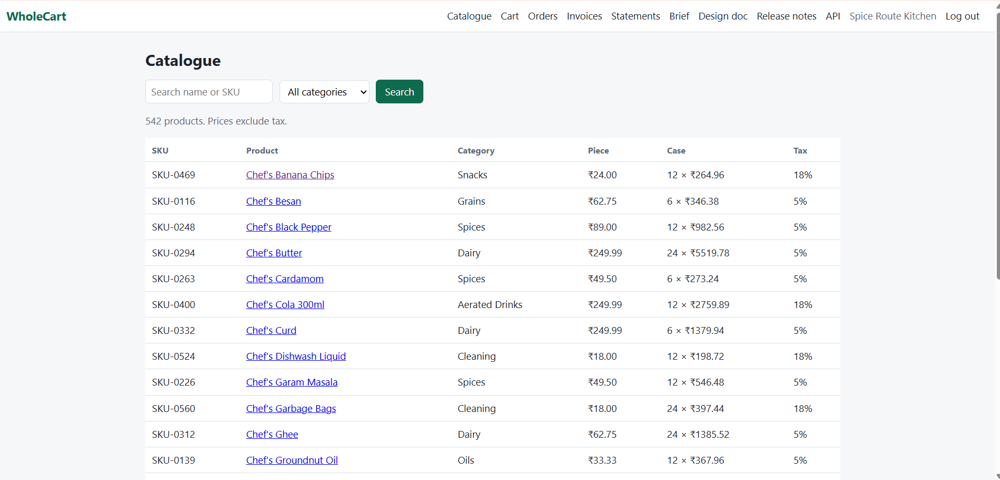 WholeCart Catalogue Cart Orders Invoices Statements Brief Design doc Release notes API Spice Route Kitchen Log out
Catalogue
Search name or SKU All categories Search
542 products. Prices exclude tax.
SKU Product Category Piece Case Tax
SKU-0469 Chef's Banana Chips Snacks ₹24.00 12 × ₹264.96 18%
SKU-0116 Chef's Besan Grains ₹62.75 6 × ₹346.38 5%
SKU-0248 Chef's Black Pepper Spices ₹89.00 12 × ₹982.56 5%
SKU-0294 Chef's Butter Dairy ₹249.99 24 × ₹5519.78 5%
SKU-0263 Chef's Cardamom Spices ₹49.50 6 × ₹273.24 5%
SKU-0400 Chef's Cola 300ml Aerated Drinks ₹249.99 12 × ₹2759.89 18%
SKU-0332 Chef's Curd Dairy ₹249.99 6 × ₹1379.94 5%
SKU-0524 Chef's Dishwash Liquid Cleaning ₹18.00 12 × ₹198.72 18%
SKU-0226 Chef's Garam Masala Spices ₹49.50 12 × ₹546.48 5%
SKU-0560 Chef's Garbage Bags Cleaning ₹18.00 24 × ₹397.44 18%
SKU-0312 Chef's Ghee Dairy ₹62.75 24 × ₹1385.52 5%
SKU-0139 Chef's Groundnut Oil Oils ₹33.33 12 × ₹367.96 5%